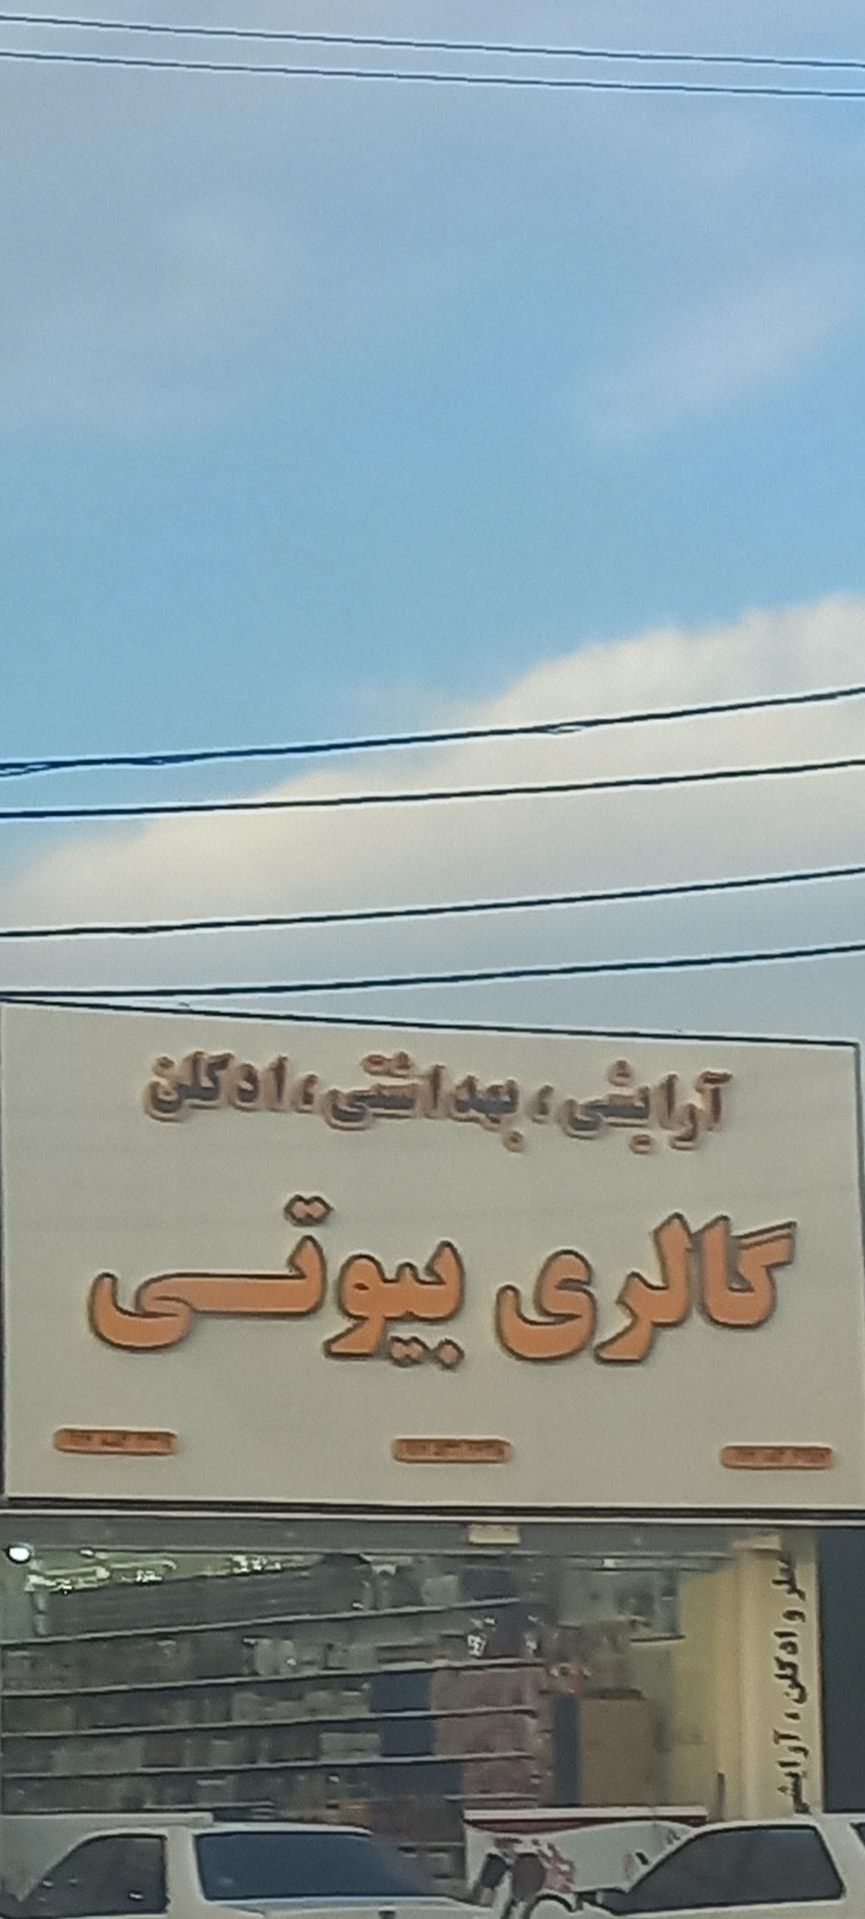 آرایشی، بهداشتی، ادکلن
گالری بیوتی
عطر و ادکلن، آرایشی